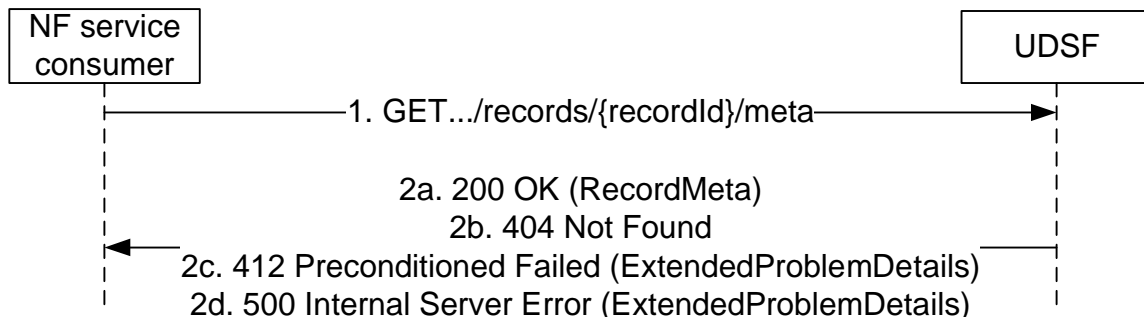 NF service
consumer
UDSF
1. GET.../records/{recordId}/meta
2a. 200 OK (RecordMeta)
2b. 404 Not Found
2c. 412 Preconditioned Failed (ExtendedProblemDetails)
2d. 500 Internal Server Error (ExtendedProblemDetails)